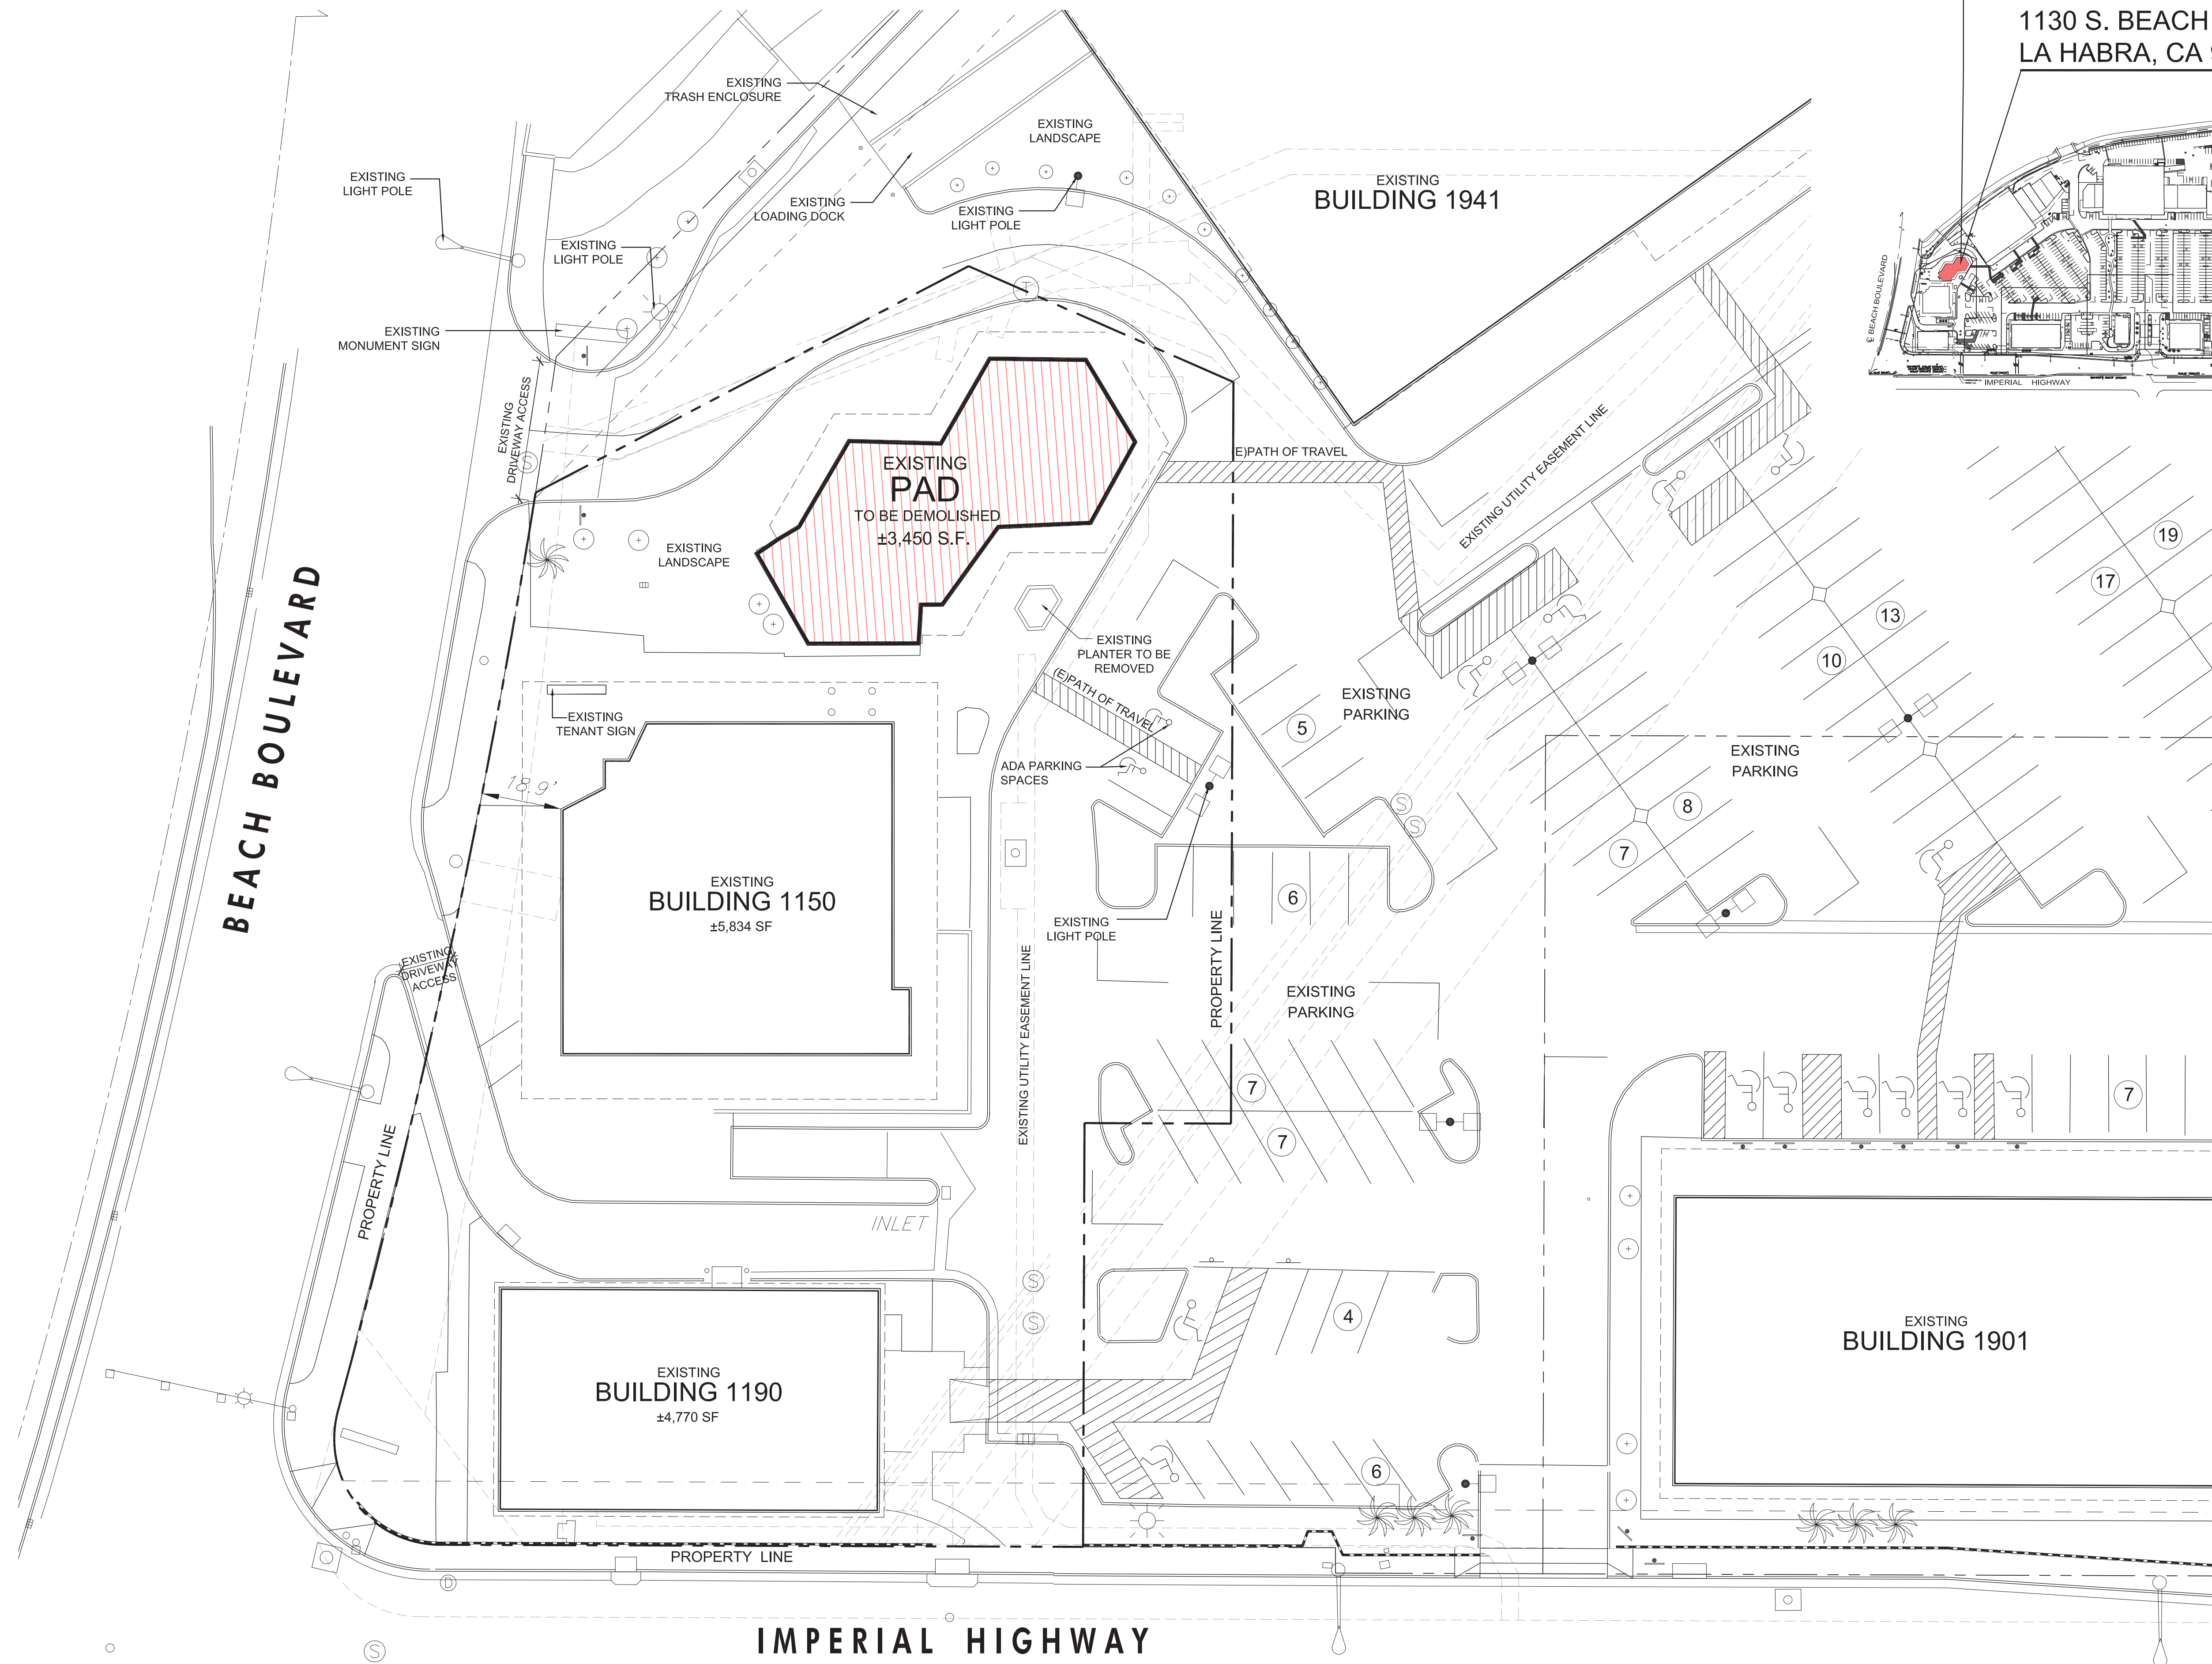 1130 S. BEACH
LA HABRA, CA
EXISTING
TRASH ENCLOSURE
EXISTING
LANDSCAPE
EXISTING
LIGHT POLE
EXISTING
LOADING DOCK
EXISTING
LIGHT POLE
EXISTING
BUILDING 1941
EXISTING
LIGHT POLE
EXISTING
MONUMENT SIGN
T
℄ BEACH BOULEVARD
IMPERIAL HIGHWAY
EXISTING
DRIVEWAY ACCESS
S
EXISTING
PAD
TO BE DEMOLISHED
±3,450 S.F.
(E)PATH OF TRAVEL
EXISTING UTILITY EASEMENT LINE
EXISTING
LANDSCAPE
19
17
13
10
EXISTING
PLANTER TO BE
REMOVED
(E)PATH OF TRAVEL
EXISTING
PARKING
5
EXISTING
TENANT SIGN
ADA PARKING
SPACES
EXISTING
PARKING
8
7
S
S
18.9'
BEACH BOULEVARD
EXISTING
BUILDING 1150
±5,834 SF
6
EXISTING
LIGHT POLE
PROPERTY LINE
EXISTING
DRIVEWAY
ACCESS
EXISTING UTILITY EASEMENT LINE
EXISTING
PARKING
7
7
7
PROPERTY LINE
INLET
S
S
4
EXISTING
BUILDING 1901
EXISTING
BUILDING 1190
±4,770 SF
6
PROPERTY LINE
D
S
IMPERIAL HIGHWAY